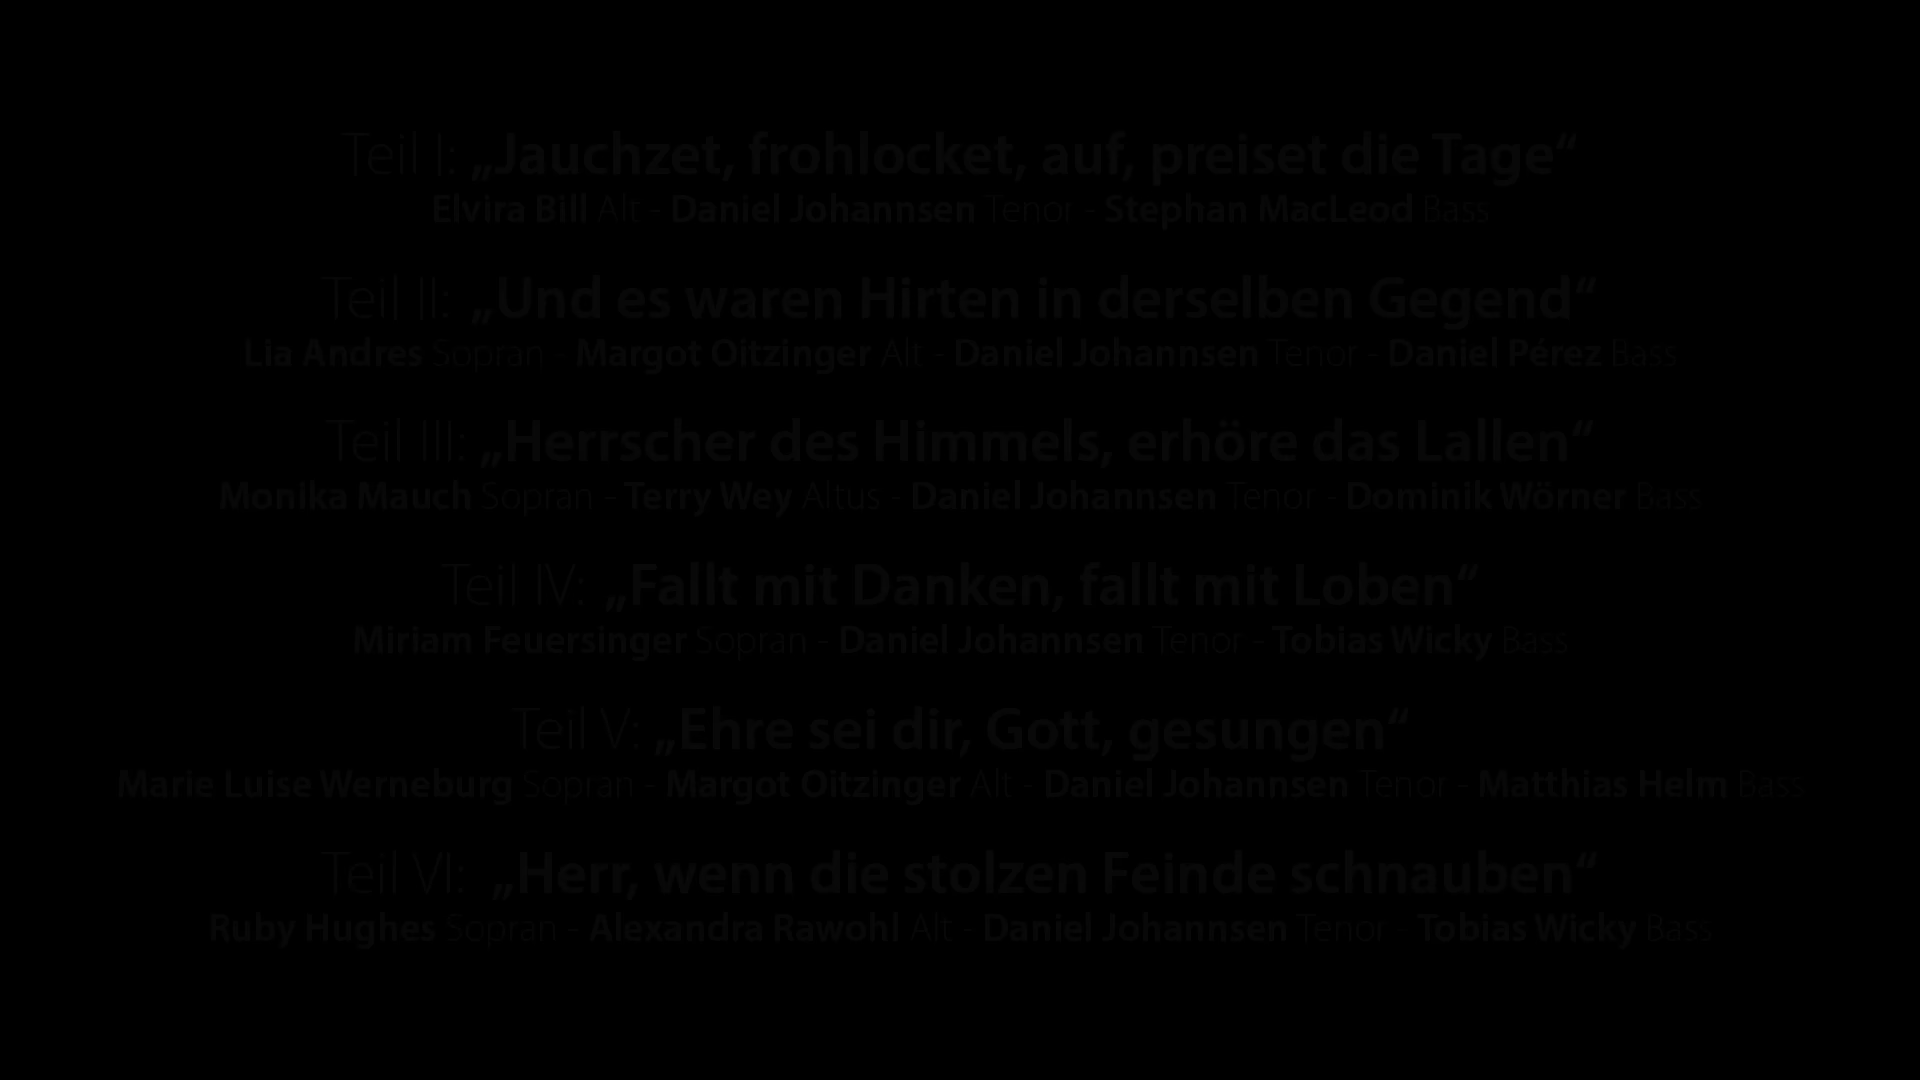 Teil I: „Jauchzet, frohlocket, auf, preiset die Tage“
Elvira Bill Alt - Daniel Johannsen Tenor - Stephan MacLeod Bass
Teil II: „Und es waren Hirten in derselben Gegend“
Lia Andres Sopran – Margot Oitzinger Alt - Daniel Johannsen Tenor - Daniel Pérez Bass
Teil III: „Herrscher des Himmels, erhöre das Lallen“
Monika Mauch Sopran - Terry Wey Altus - Daniel Johannsen Tenor - Dominik Wörner Bass
Teil IV: „Fallt mit Danken, fallt mit Loben“
Miriam Feuersinger Sopran - Daniel Johannsen Tenor - Tobias Wicky Bass
Teil V: „Ehre sei dir, Gott, gesungen“
Marie Luise Werneburg Sopran - Margot Oitzinger Alt - Daniel Johannsen Tenor - Matthias Helm Bass
Teil VI: „Herr, wenn die stolzen Feinde schnauben“
Ruby Hughes Sopran - Alexandra Rawohl Alt - Daniel Johannsen Tenor - Tobias Wicky Bass